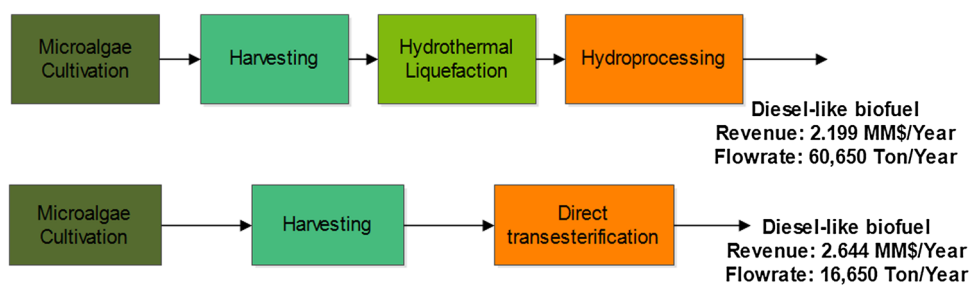 Microalgae
Cultivation
Harvesting
Hydrothermal
Liquefaction
Hydroprocessing
Diesel-like biofuel
Revenue: 2.199 MM$/Year
Flowrate: 60,650 Ton/Year
Microalgae
Cultivation
Harvesting
Direct
transesterification
Diesel-like biofuel
Revenue: 2.644 MM$/Year
Flowrate: 16,650 Ton/Year